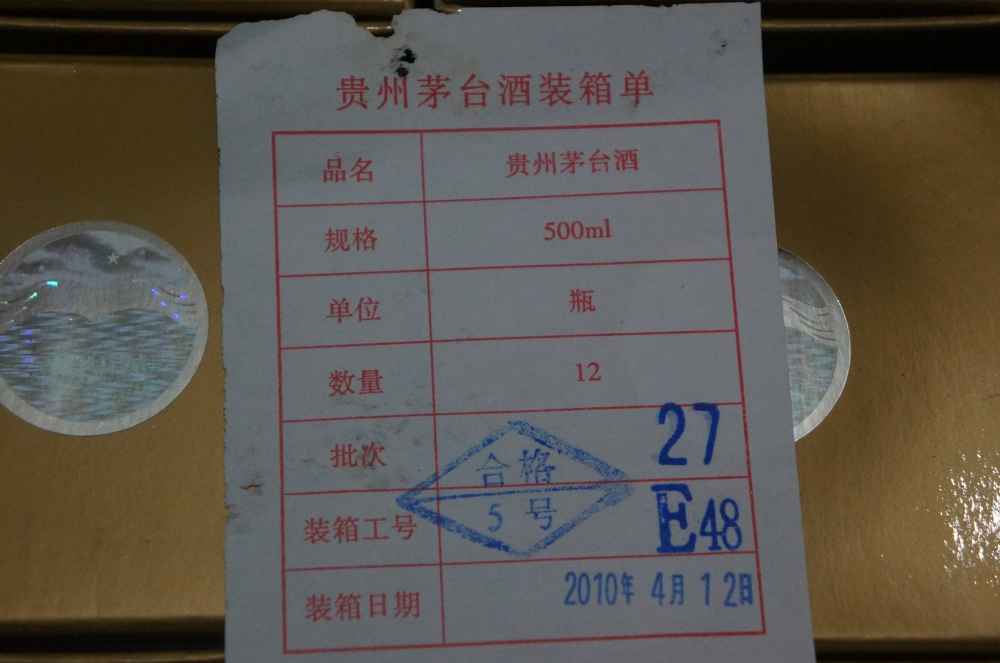 贵州茅台酒装箱单
品名 贵州茅台酒
规格 500ml
单位 瓶
数量 12
批次 27
合格
5号
装箱工号 E48
装箱日期 2010年4月12日